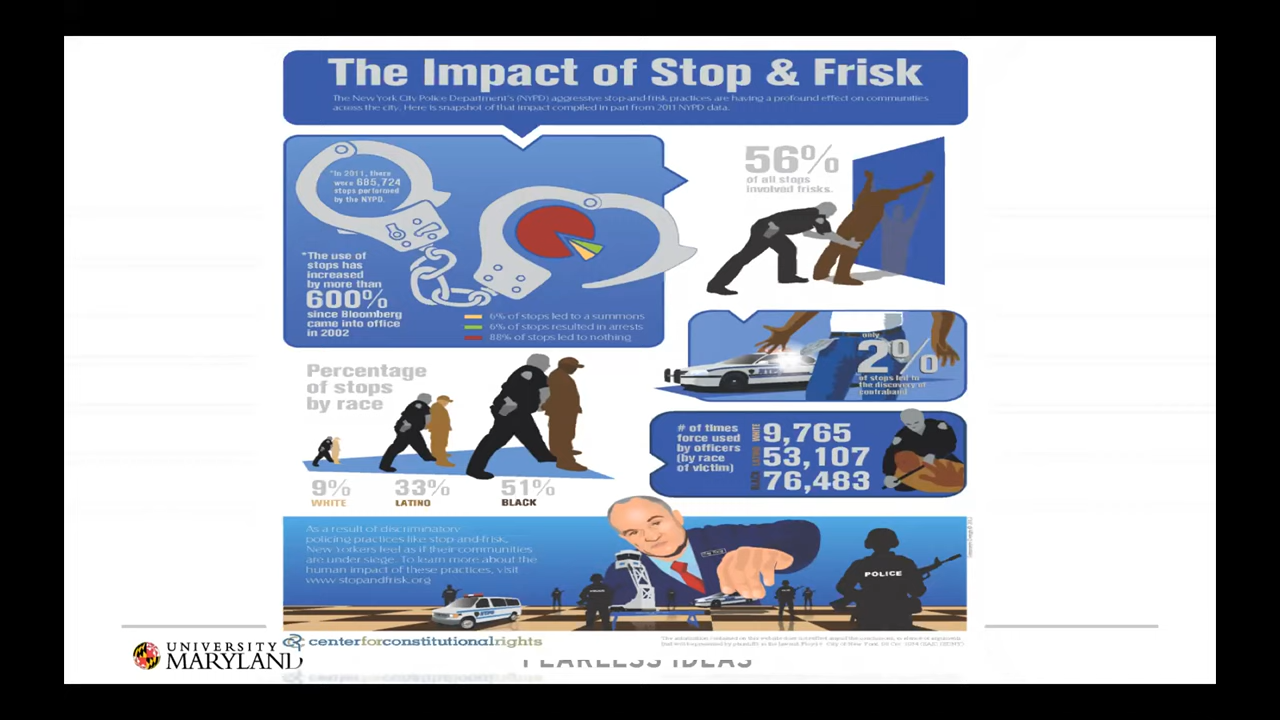 The Impact of Stop & Frisk
The New York City Police Department's (NYPD) aggressive stop-and-frisk practices are having a profound effect on communities
across the city. Here is snapshot of that impact compiled in part from 2011 NYPD data.
"In 2011, there
were 685,724
stops performed
by the NYPD.
"The use of
stops has
increased
by more than
600%
since Bloomberg
came into office
in 2002
6% of stops led to a summons
6% of stops resulted in arrests
88% of stops led to nothing
56%
of all stops
involved frisks.
only
2%
of stops led to
the discovery of
contraband
Percentage
of stops
by race
9%
WHITE
33%
LATINO
51%
BLACK
# of times
force used
by officers
(by race
of victim)
WHITE 9,765
LATINO 53,107
BLACK 76,483
As a result of discriminatory
policing practices like stop-and-frisk,
New Yorkers feel as if their communities
are under siege. To learn more about the
human impact of these practices, visit
www.stopandfrisk.org
POLICE
centerforconstitutionalrights
UNIVERSITY
MARYLAND
FEARLESS IDEAS